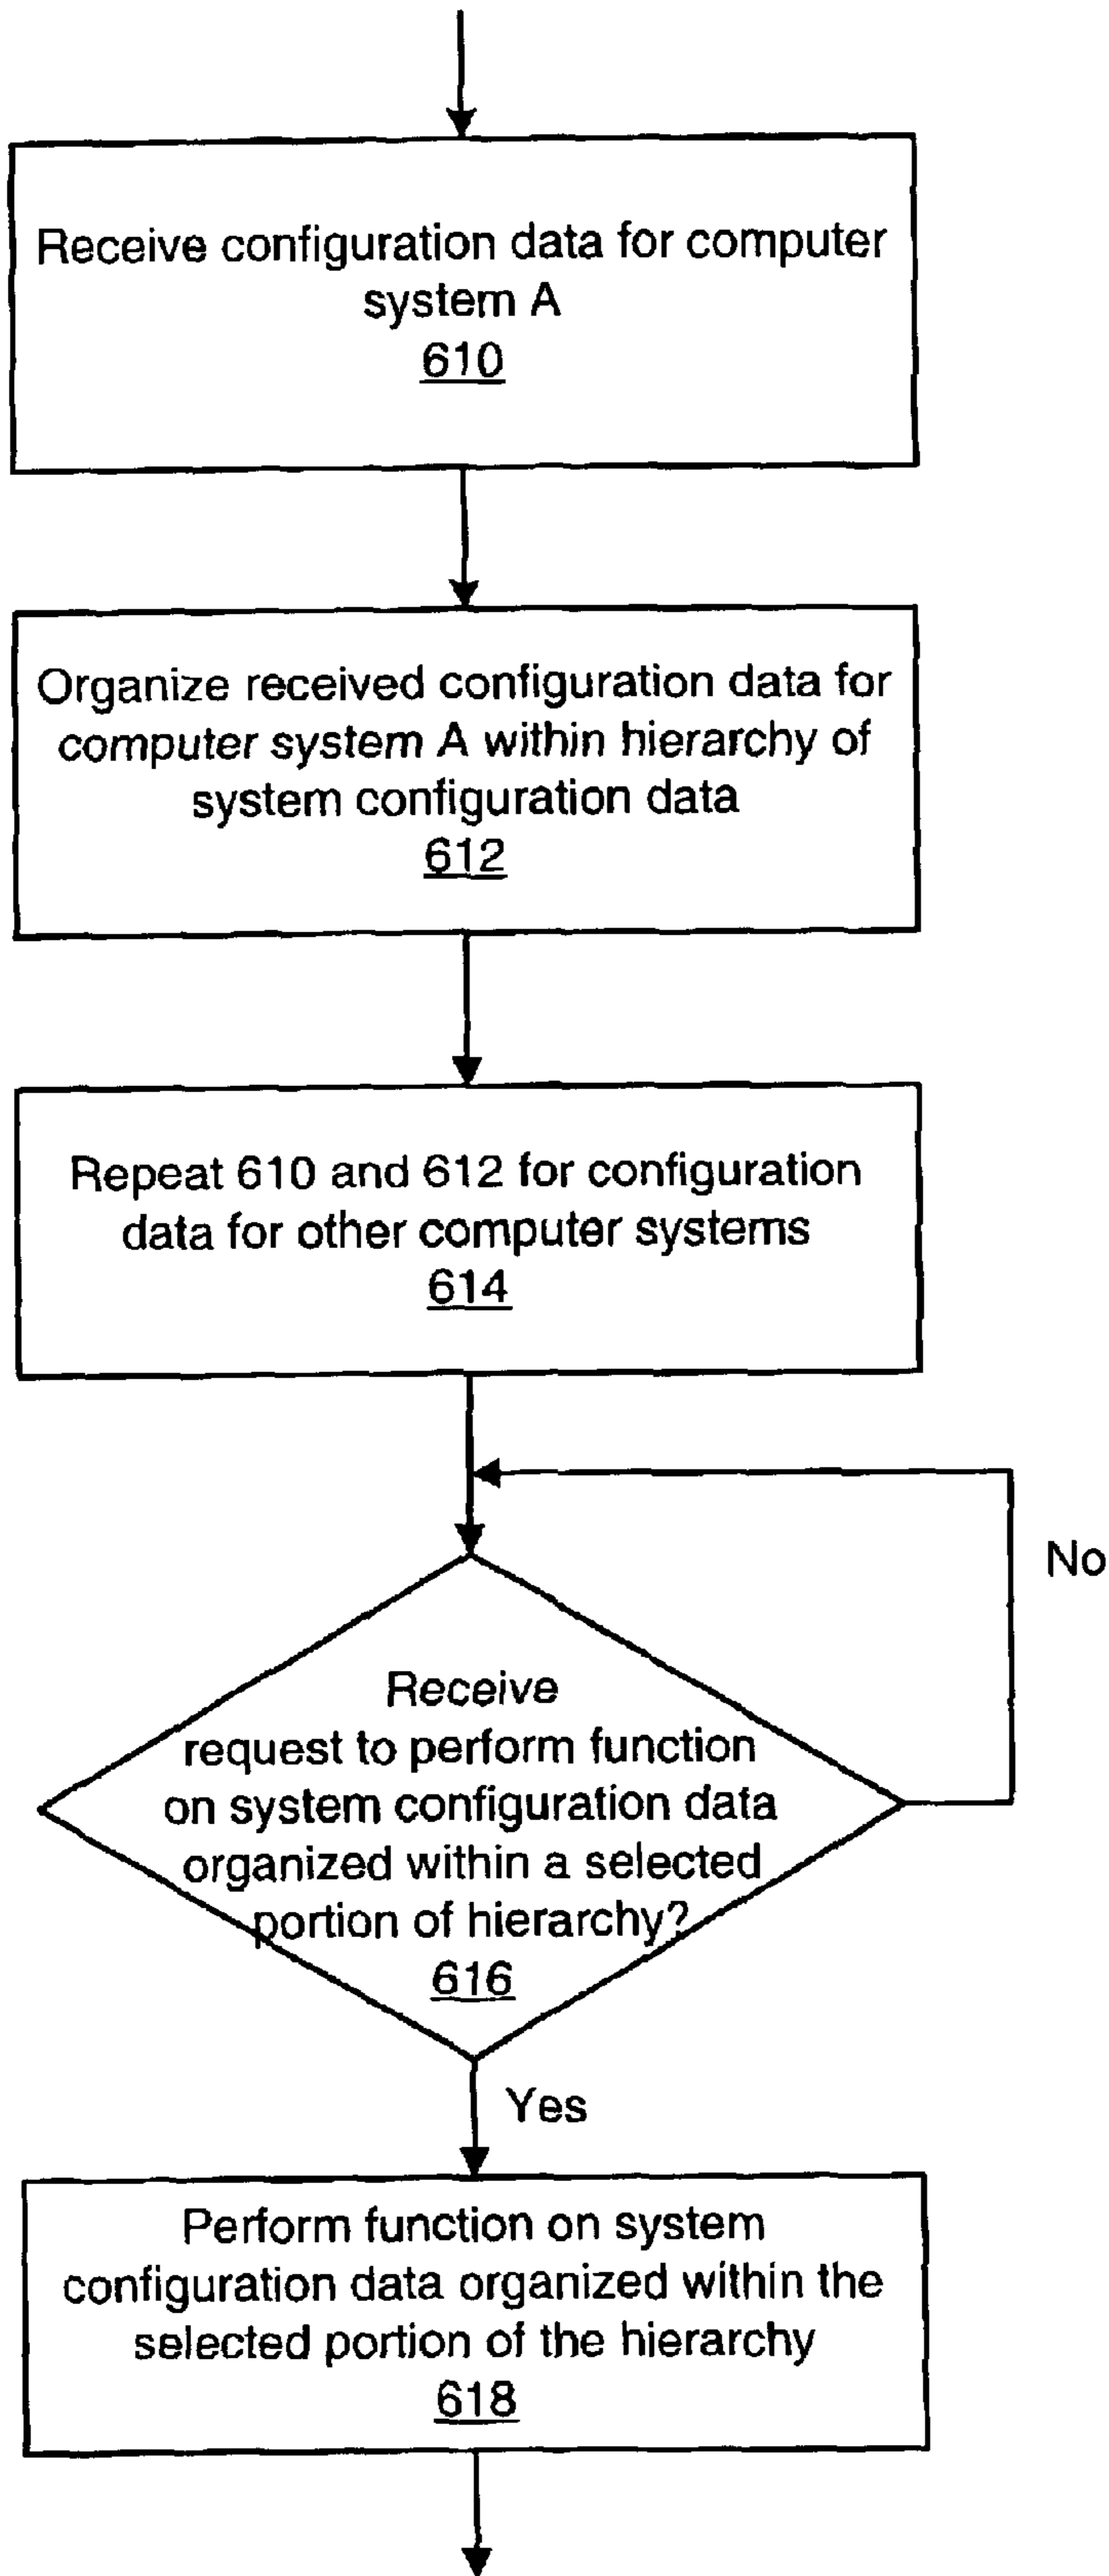 Receive configuration data for computer
system A
610
Organize received configuration data for
computer system A within hierarchy of
system configuration data
612
Repeat 610 and 612 for configuration
data for other computer systems
614
No
Receive
request to perform function
on system configuration data
organized within a selected
portion of hierarchy?
616
Yes
Perform function on system
configuration data organized within the
selected portion of the hierarchy
618